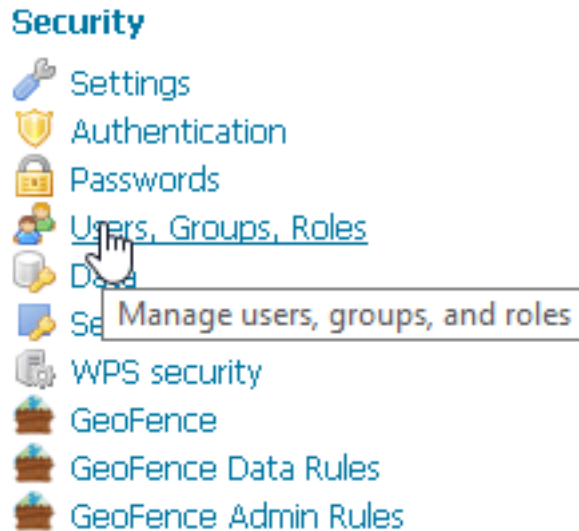 Security
Settings
Authentication
Passwords
Users, Groups, Roles
Data
Manage users, groups, and roles
WPS security
GeoFence
GeoFence Data Rules
GeoFence Admin Rules